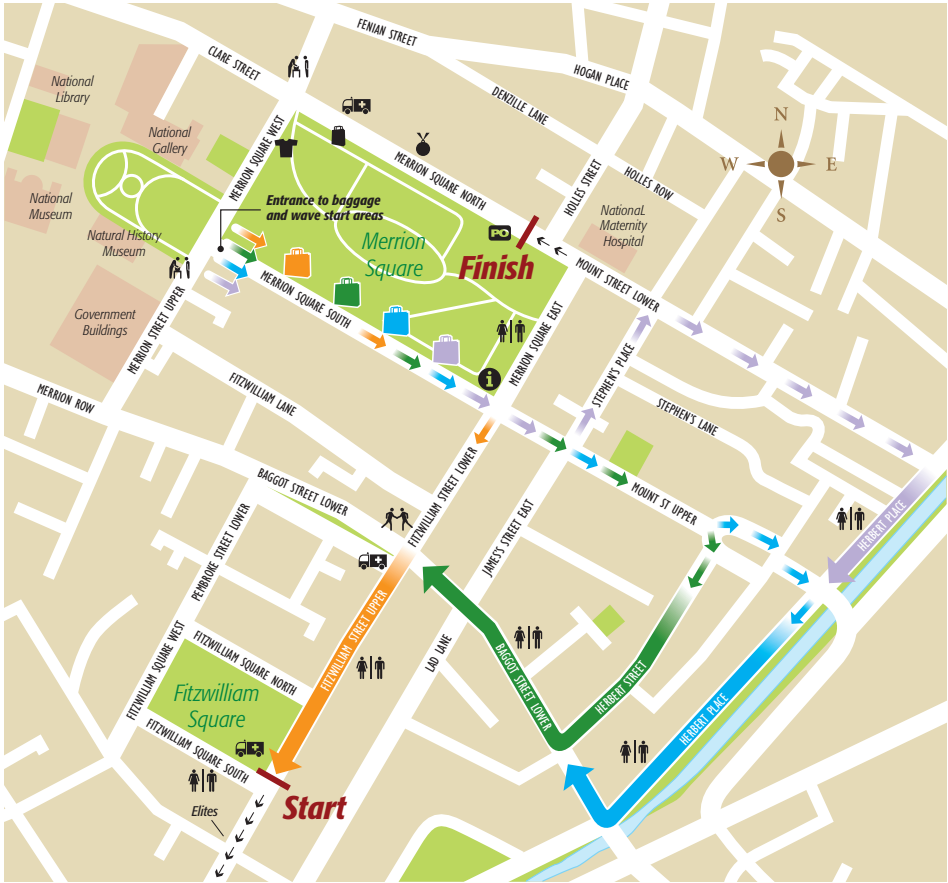 FENIAN STREET
CLARE STREET
HOGAN PLACE
National
Library
DENZILLE LANE
N
National
Gallery
W
E
S
MERRION SQUARE WEST
MERRION SQUARE NORTH
HOLLES STREET
HOLLES ROW
National
Museum
Entrance to baggage
and wave start areas
National
Maternity
Hospital
PO
Natural History
Museum
Merrion
Square
Finish
MOUNT STREET LOWER
Government
Buildings
MERRION STREET UPPER
MERRION SQUARE SOUTH
MERRION SQUARE EAST
STEPHEN'S PLACE
i
MERRION ROW
FITZWILLIAM LANE
STEPHEN'S LANE
BAGGOT STREET LOWER
FITZWILLIAM STREET LOWER
MOUNT ST UPPER
PEMBROKE STREET LOWER
JAMES'S STREET EAST
HERBERT PLACE
FITZWILLIAM STREET UPPER
LAD LANE
BAGGOT STREET LOWER
HERBERT STREET
HERBERT PLACE
FITZWILLIAM SQUARE WEST
FITZWILLIAM SQUARE NORTH
Fitzwilliam
Square
FITZWILLIAM SQUARE SOUTH
Start
Elites